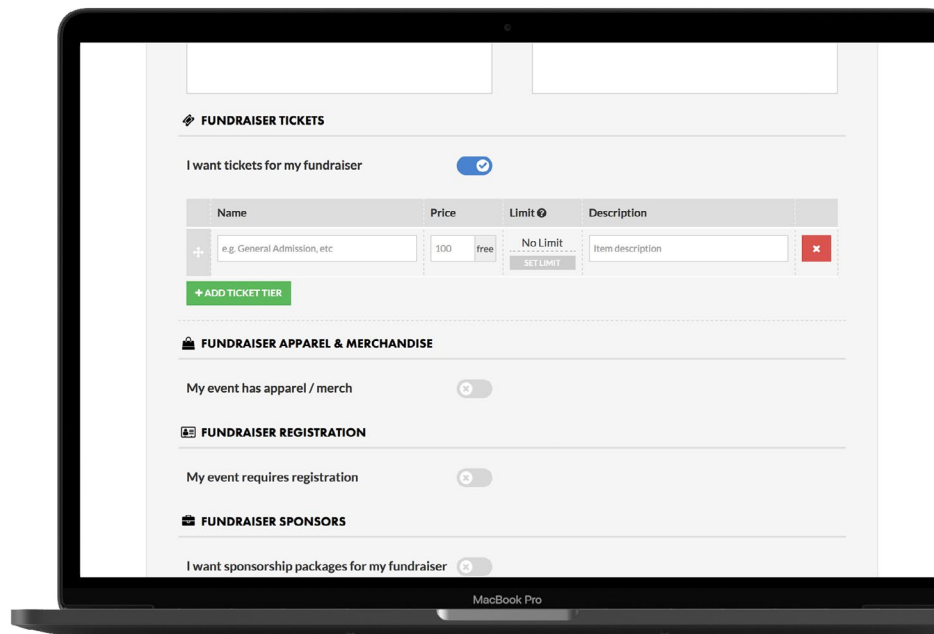 FUNDRAISER TICKETS
I want tickets for my fundraiser
Name Price Limit Description
e.g. General Admission, etc 100 free No Limit Item description
SET LIMIT
+ ADD TICKET TIER
FUNDRAISER APPAREL & MERCHANDISE
My event has apparel / merch
FUNDRAISER REGISTRATION
My event requires registration
FUNDRAISER SPONSORS
I want sponsorship packages for my fundraiser
MacBook Pro